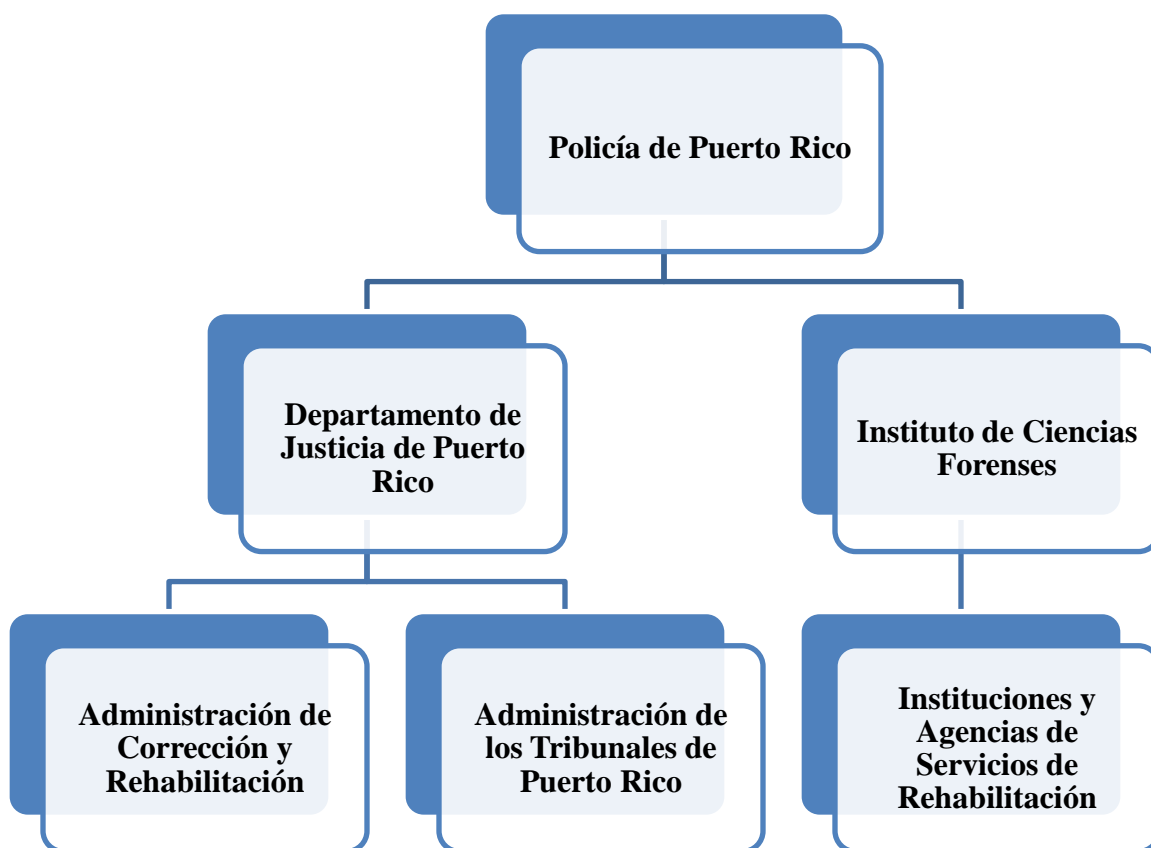 Policía de Puerto Rico
Departamento de
Justicia de Puerto
Rico
Instituto de Ciencias
Forenses
Administración de
Corrección y
Rehabilitación
Administración de
los Tribunales de
Puerto Rico
Instituciones y
Agencias de
Servicios de
Rehabilitación